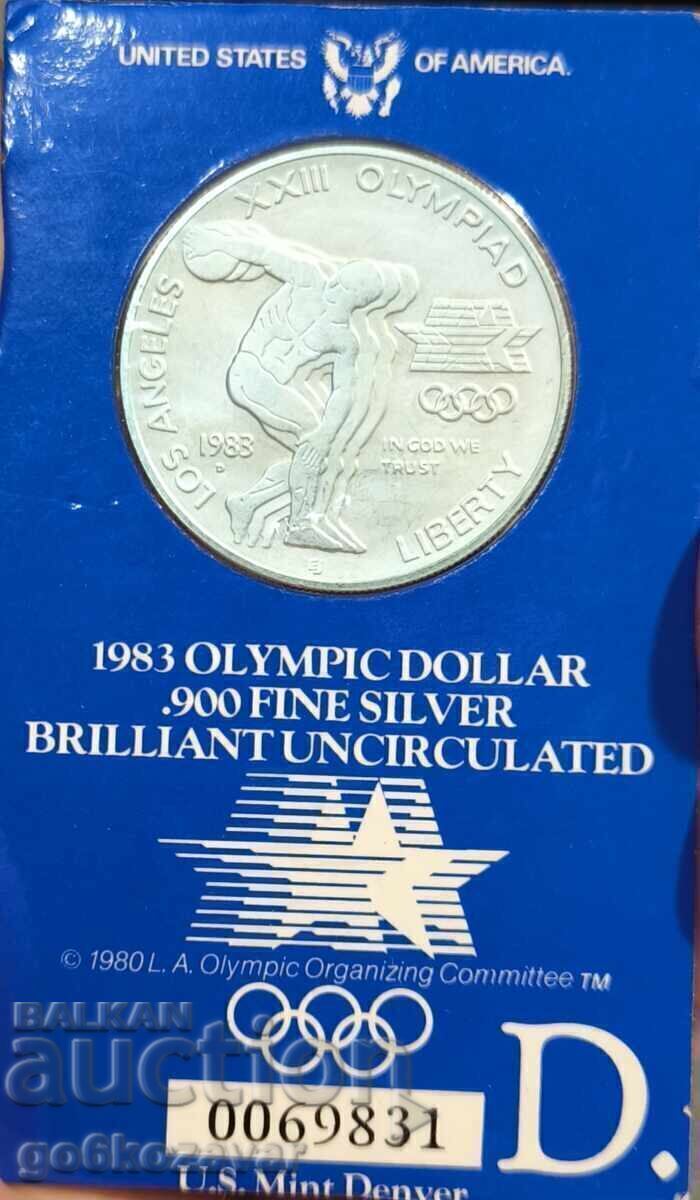 UNITED STATES OF AMERICA.
XXIII OLYMPIAD
LOS ANGELES
1983
D
IN GOD WE
TRUST
LIBERTY
EJ
1983 OLYMPIC DOLLAR
.900 FINE SILVER
BRILLIANT UNCIRCULATED
© 1980 L. A. Olympic Organizing Committee ™
BALKAN
auction
D.
0069831
go6kozavar
U.S. Mint Denver